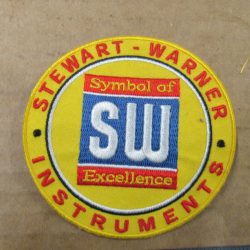 STEWART - WARNER
Symbol of
SW
Excellence
INSTRUMENTS